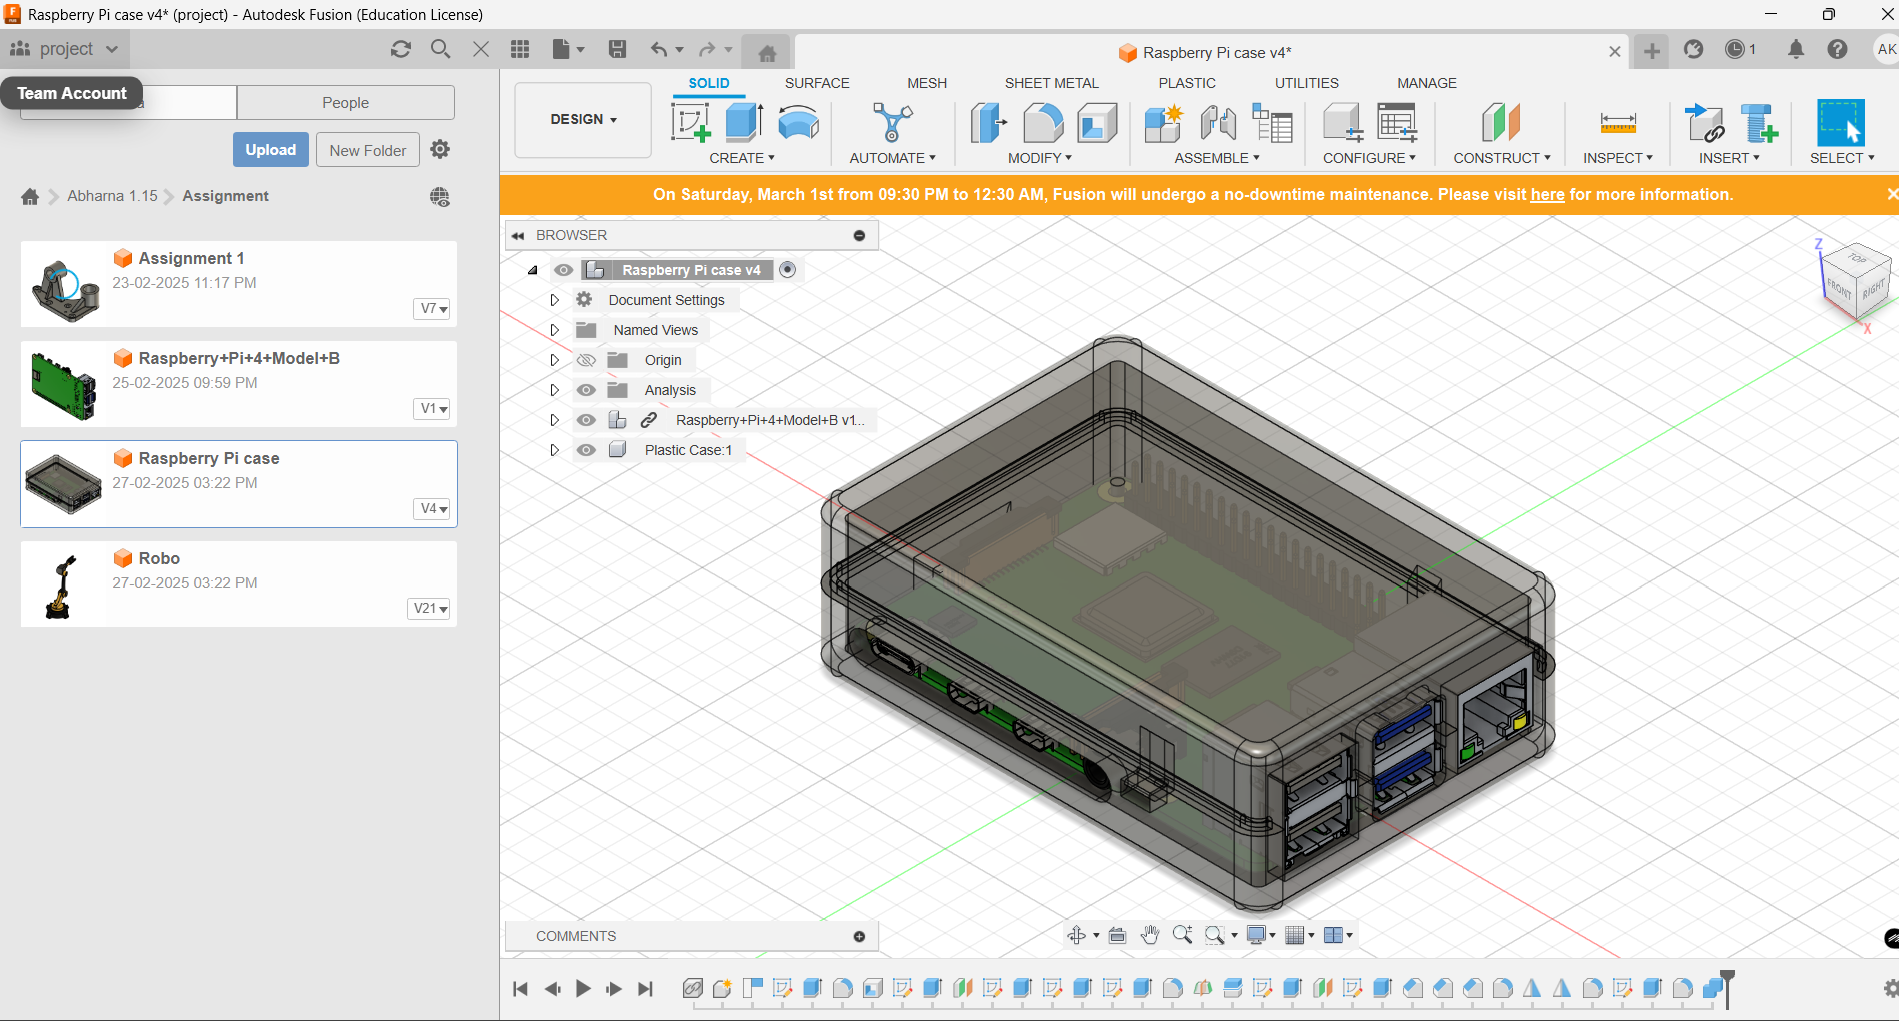 Raspberry Pi case v4* (project) - Autodesk Fusion (Education License)
project
1
AK
Raspberry Pi case v4*
Team Account
People
Upload
New Folder
Abharna 1.15
Assignment
Assignment 1
23-02-2025 11:17 PM
V7
Raspberry+Pi+4+Model+B
25-02-2025 09:59 PM
V1
Raspberry Pi case
27-02-2025 03:22 PM
V4
Robo
27-02-2025 03:22 PM
V21
DESIGN
SOLID
SURFACE
MESH
SHEET METAL
PLASTIC
UTILITIES
MANAGE
CREATE
AUTOMATE
MODIFY
ASSEMBLE
CONFIGURE
CONSTRUCT
INSPECT
INSERT
SELECT
On Saturday, March 1st from 09:30 PM to 12:30 AM, Fusion will undergo a no-downtime maintenance. Please visit here for more information.
BROWSER
Raspberry Pi case v4
Document Settings
Named Views
Origin
Analysis
Raspberry+Pi+4+Model+B v1...
Plastic Case:1
Z
TOP
FRONT
RIGHT
X
COMMENTS